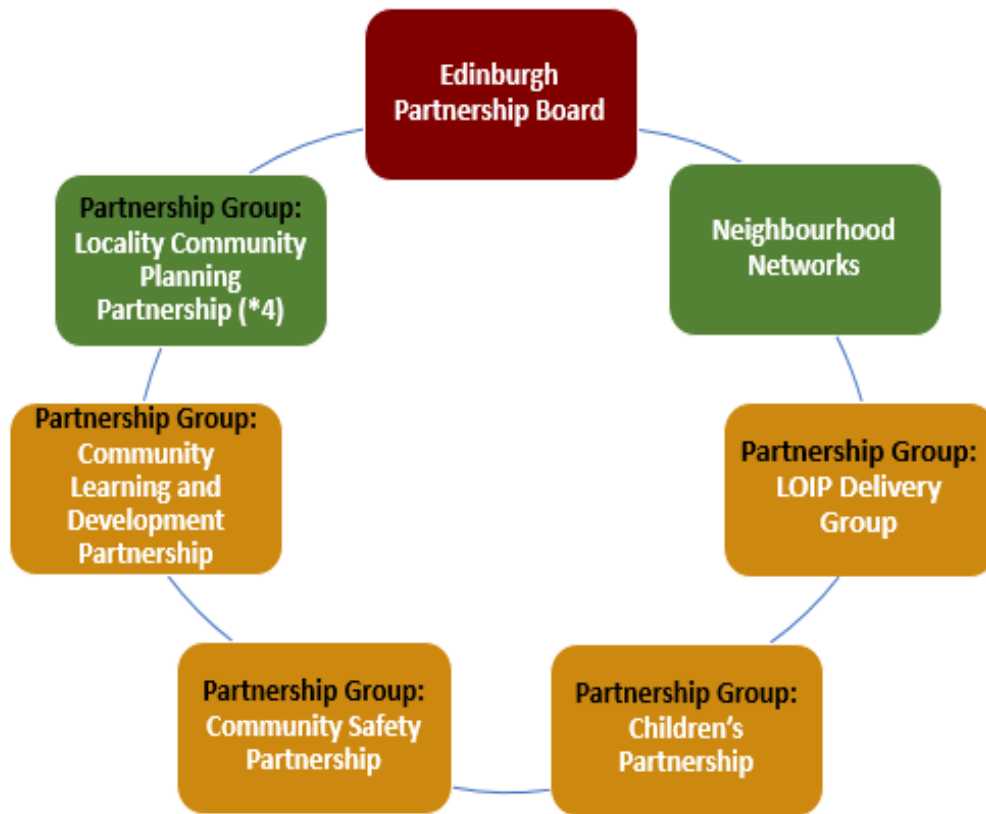 Edinburgh
Partnership Board
Neighbourhood
Networks
Partnership Group:
LOIP Delivery
Group
Partnership Group:
Children’s
Partnership
Partnership Group:
Community Safety
Partnership
Partnership Group:
Community
Learning and
Development
Partnership
Partnership Group:
Locality Community
Planning
Partnership (*4)